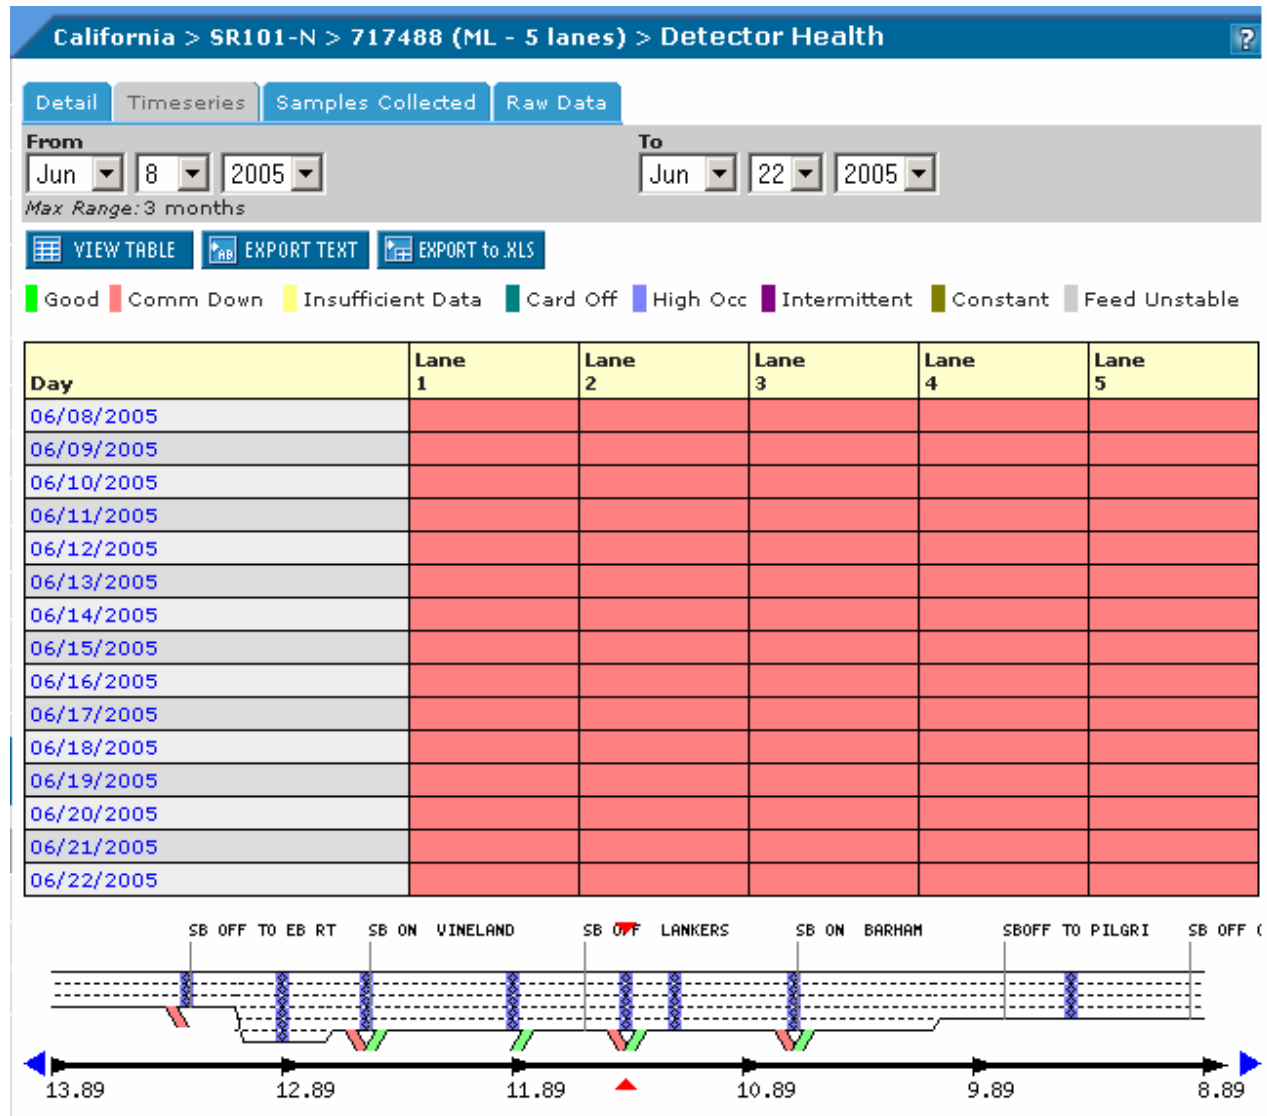 California > SR101-N > 717488 (ML - 5 lanes) > Detector Health ?
Detail Timeseries Samples Collected Raw Data
From To
Jun 8 2005 Jun 22 2005
Max Range: 3 months
VIEW TABLE EXPORT TEXT EXPORT to .XLS
Good Comm Down Insufficient Data Card Off High Occ Intermittent Constant Feed Unstable
Day Lane 1 Lane 2 Lane 3 Lane 4 Lane 5
06/08/2005
06/09/2005
06/10/2005
06/11/2005
06/12/2005
06/13/2005
06/14/2005
06/15/2005
06/16/2005
06/17/2005
06/18/2005
06/19/2005
06/20/2005
06/21/2005
06/22/2005
SB OFF TO EB RT SB ON VINELAND SB OFF LANKERS SB ON BARHAM SBOFF TO PILGRI SB OFF
13.89 12.89 11.89 10.89 9.89 8.89